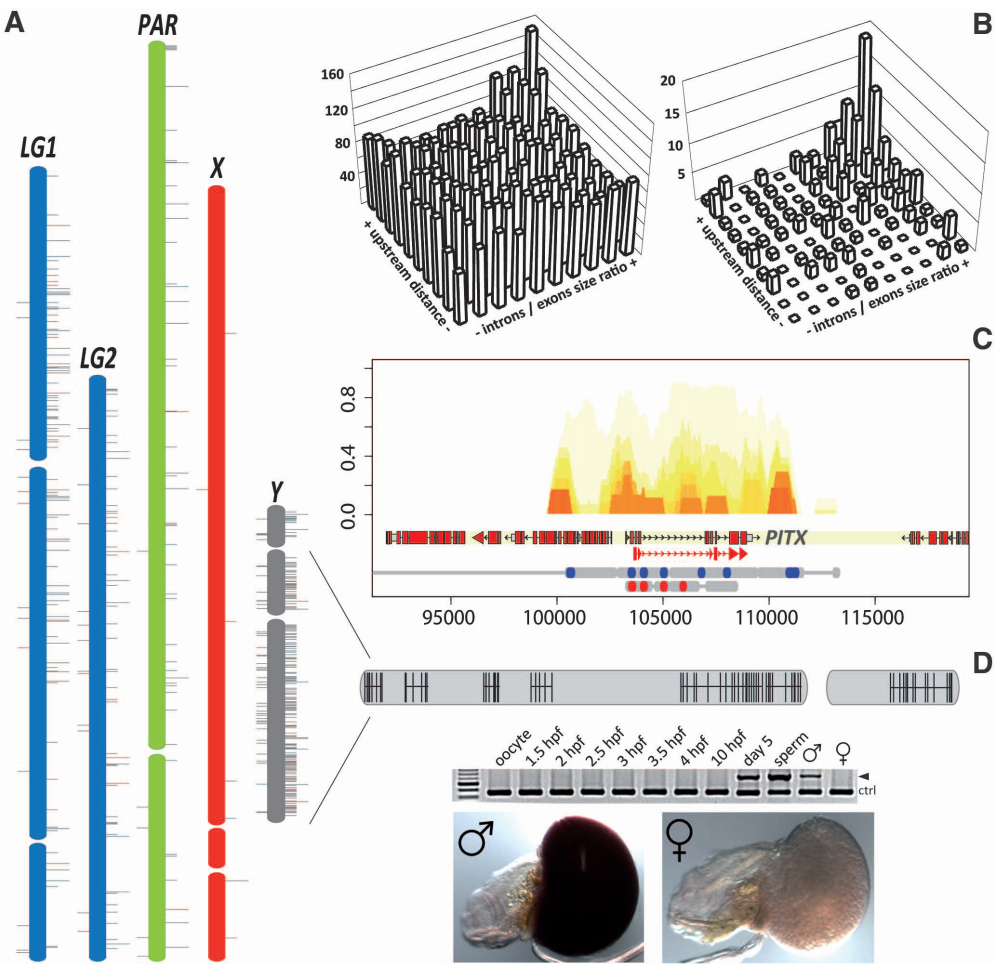 A
PAR
LG1
X
LG2
Y
B
160
120
80
40
+ upstream distance -
- introns / exons size ratio +
20
15
10
5
+ upstream distance -
- introns / exons size ratio +
C
0.8
0.4
0.0
PITX
95000 100000 105000 110000 115000
D
oocyte 1.5 hpf 2 hpf 2.5 hpf 3 hpf 3.5 hpf 4 hpf 10 hpf day 5 sperm ♂ ♀
ctrl
♂ ♀